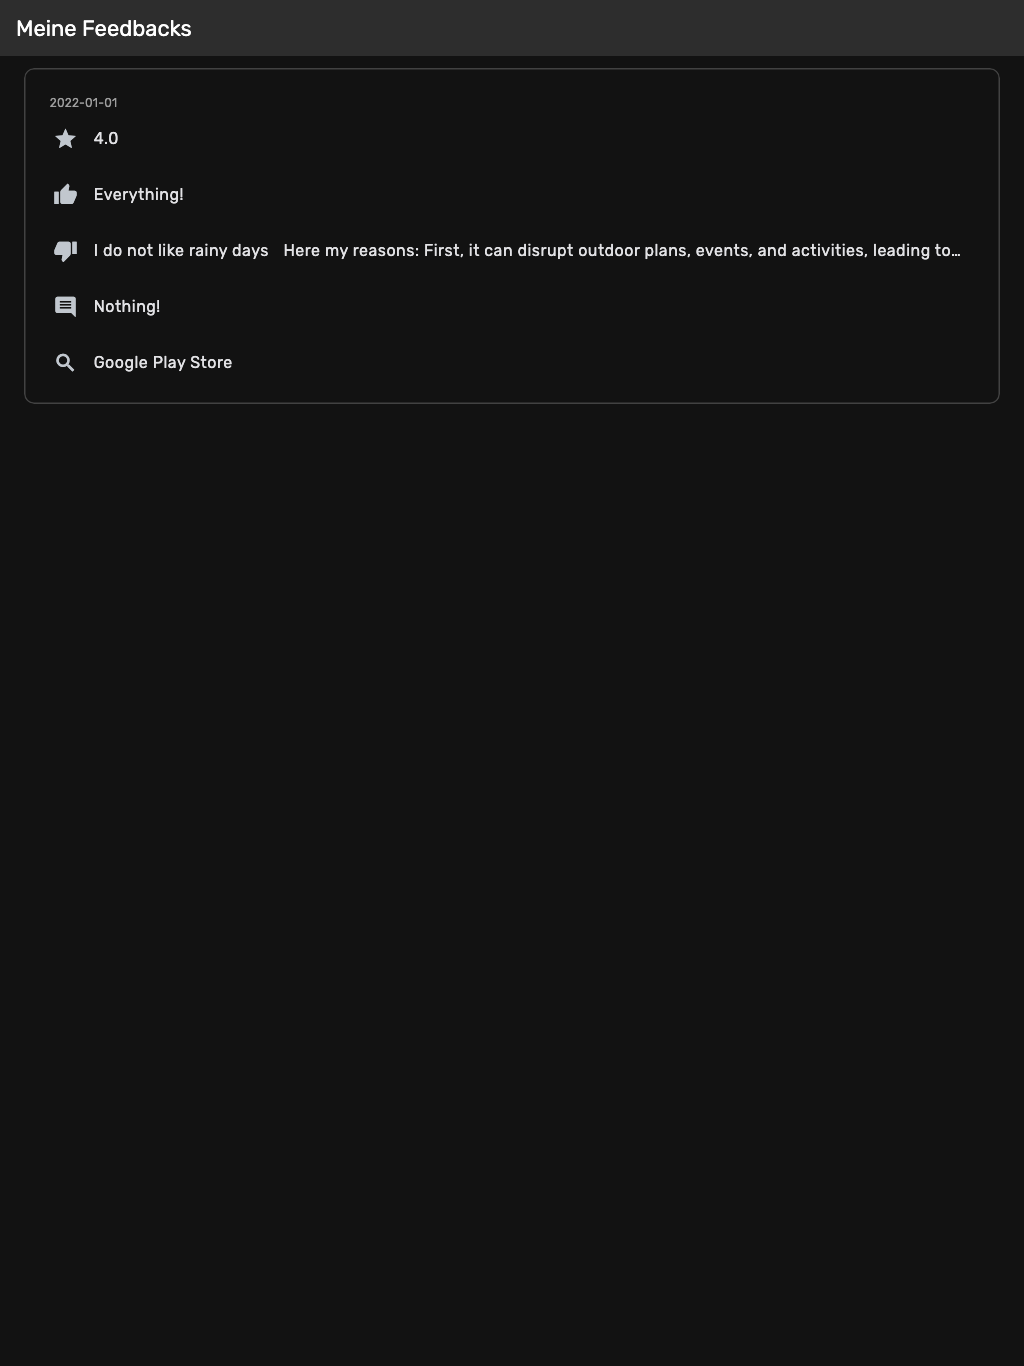 Meine Feedbacks
2022-01-01
4.0
Everything!
I do not like rainy days   Here my reasons: First, it can disrupt outdoor plans, events, and activities, leading to…
Nothing!
Google Play Store